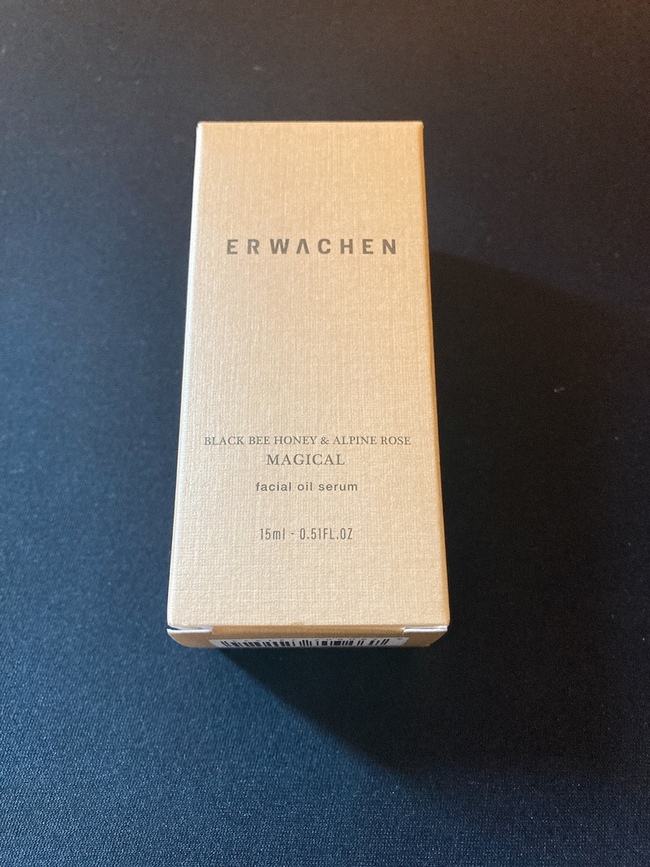 ERWACHEN
BLACK BEE HONEY & ALPINE ROSE
MAGICAL
facial oil serum
15ml - 0.51FL.OZ